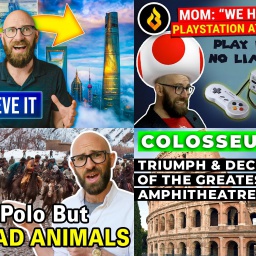 EVE IT
MOM: "WE H
PLAYSTATION A
PLAY
NO LIA
Polo But
AD ANIMALS
COLOSSEU
TRIUMPH & DEC
OF THE GREATES
AMPHITHEATRE